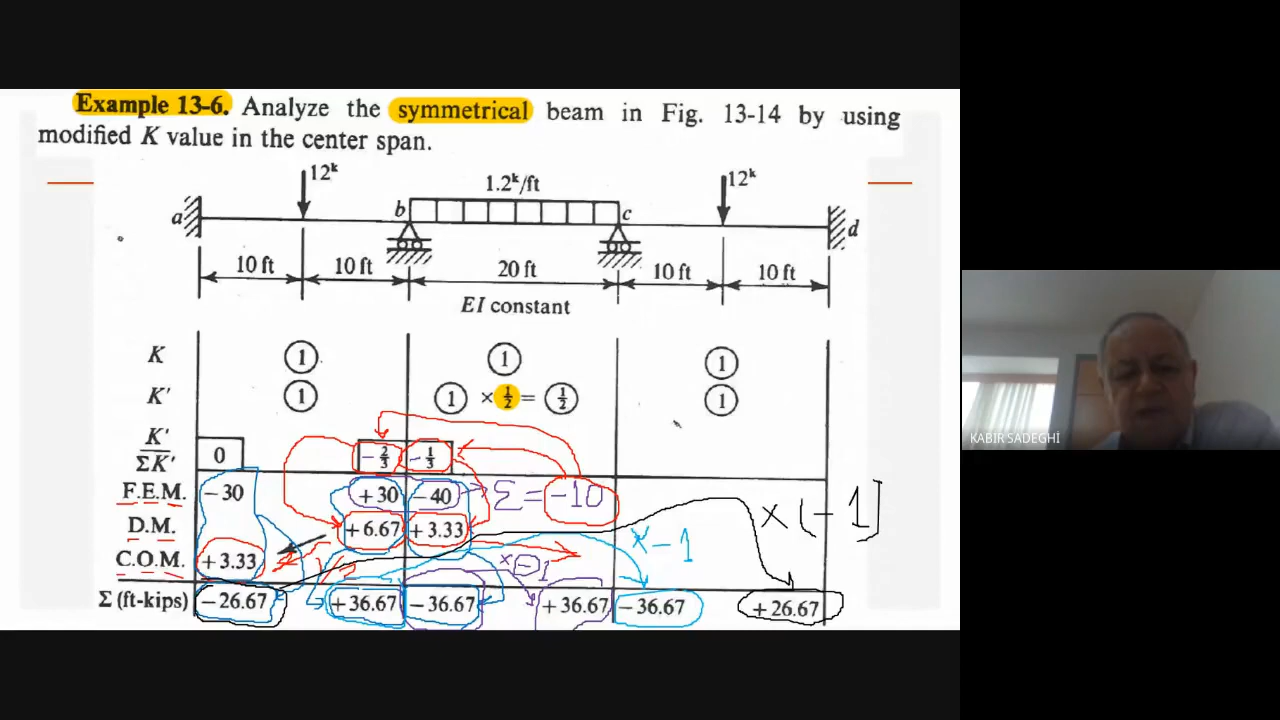 Example 13-6. Analyze the symmetrical beam in Fig. 13-14 by using
modified K value in the center span.
12k 1.2k/ft 12k
a b c d
10 ft 10 ft 20 ft 10 ft 10 ft
EI constant
K 1 1 1
K' 1 1 × 1/2 = 1/2 1
K'/ΣK' 0 -2/3 -1/3
F.E.M. -30 +30 -40 Σ = -10
D.M. +6.67 +3.33 ×-1 ×(-1)
C.O.M. +3.33 1/2 ×-1
Σ (ft-kips) -26.67 +36.67 -36.67 +36.67 -36.67 +26.67
KABIR SADEGHİ